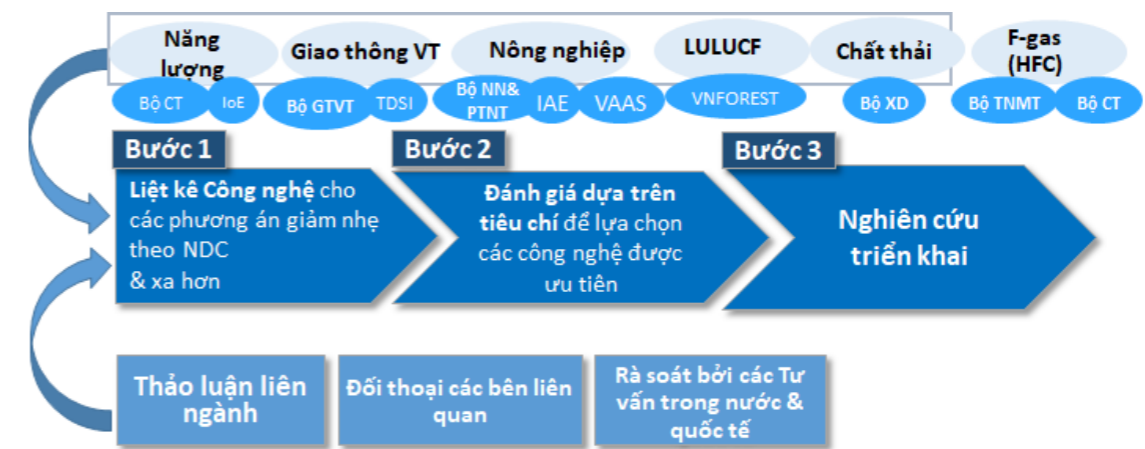 Năng
lượng
Giao thông VT
Nông nghiệp
LULUCF
Chất thải
F-gas
(HFC)
Bộ CT
IoE
Bộ GTVT
TDSI
Bộ NN&
PTNT
IAE
VAAS
VNFOREST
Bộ XD
Bộ TNMT
Bộ CT
Bước 1
Liệt kê Công nghệ cho
các phương án giảm nhẹ
theo NDC
& xa hơn
Bước 2
Đánh giá dựa trên
tiêu chí để lựa chọn
các công nghệ được
ưu tiên
Bước 3
Nghiên cứu
triển khai
Thảo luận liên
ngành
Đối thoại các bên liên
quan
Rà soát bởi các Tư
vấn trong nước &
quốc tế